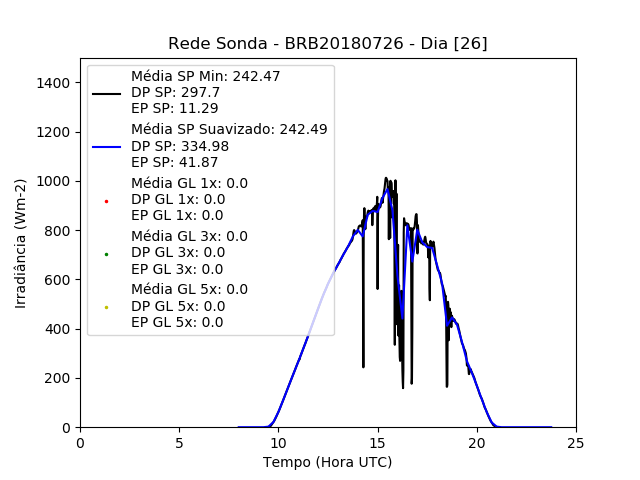 Rede Sonda - BRB20180726 - Dia [26]
Média SP Min: 242.47
DP SP: 297.7
EP SP: 11.29
Média SP Suavizado: 242.49
DP SP: 334.98
EP SP: 41.87
Média GL 1x: 0.0
DP GL 1x: 0.0
EP GL 1x: 0.0
Média GL 3x: 0.0
DP GL 3x: 0.0
EP GL 3x: 0.0
Média GL 5x: 0.0
DP GL 5x: 0.0
EP GL 5x: 0.0
Irradiância (Wm-2)
1400
1200
1000
800
600
400
200
0
0 5 10 15 20 25
Tempo (Hora UTC)